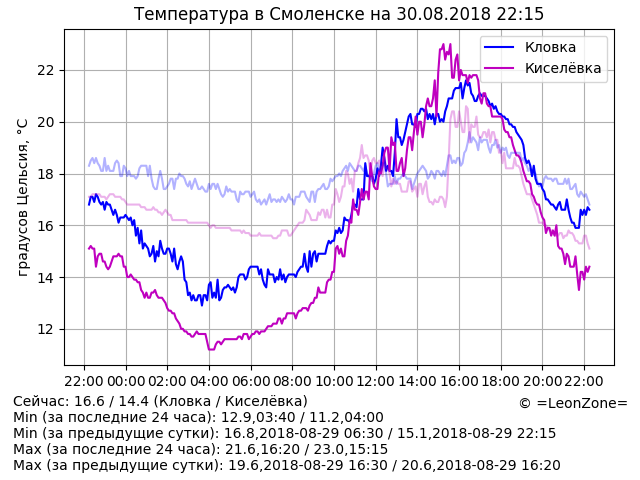 Температура в Смоленске на 30.08.2018 22:15
Кловка
Киселёвка
градусов Цельсия, °C
22
20
18
16
14
12
22:00 00:00 02:00 04:00 06:00 08:00 10:00 12:00 14:00 16:00 18:00 20:00 22:00
Сейчас: 16.6 / 14.4 (Кловка / Киселёвка)
© =LeonZone=
Min (за последние 24 часа): 12.9,03:40 / 11.2,04:00
Min (за предыдущие сутки): 16.8,2018-08-29 06:30 / 15.1,2018-08-29 22:15
Max (за последние 24 часа): 21.6,16:20 / 23.0,15:15
Max (за предыдущие сутки): 19.6,2018-08-29 16:30 / 20.6,2018-08-29 16:20